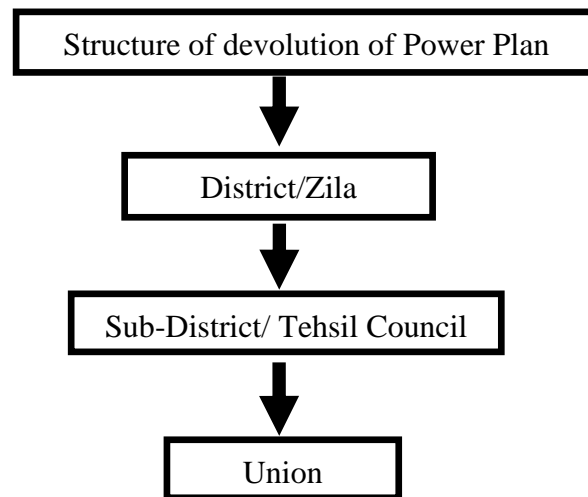 Structure of devolution of Power Plan
District/Zila
Sub-District/ Tehsil Council
Union